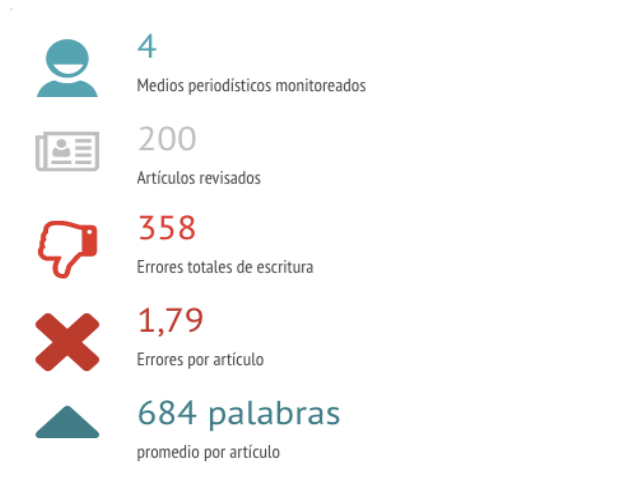 4
Medios periodísticos monitoreados
200
Artículos revisados
358
Errores totales de escritura
1,79
Errores por artículo
684 palabras
promedio por artículo